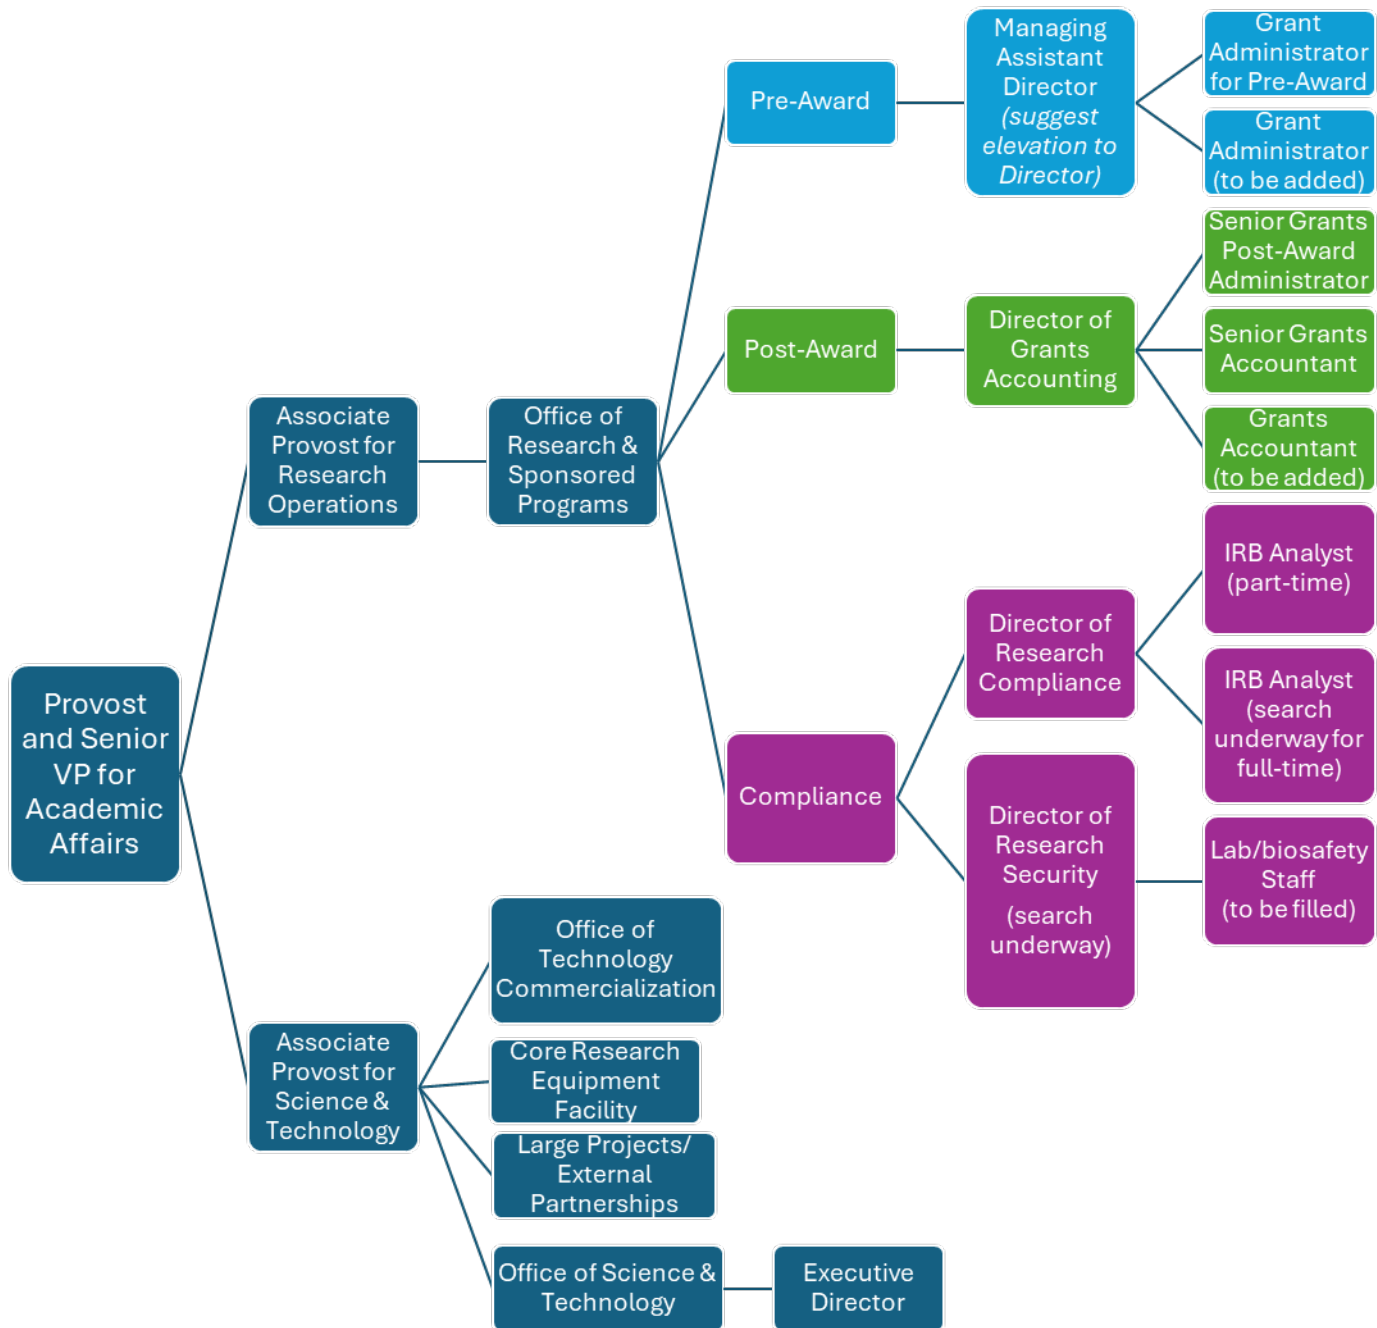 Provost
and Senior
VP for
Academic
Affairs
Associate
Provost for
Research
Operations
Office of
Research &
Sponsored
Programs
Pre-Award
Managing
Assistant
Director
(suggest
elevation to
Director)
Grant
Administrator
for Pre-Award
Grant
Administrator
(to be added)
Post-Award
Director of
Grants
Accounting
Senior Grants
Post-Award
Administrator
Senior Grants
Accountant
Grants
Accountant
(to be added)
Compliance
Director of
Research
Compliance
IRB Analyst
(part-time)
IRB Analyst
(search
underway for
full-time)
Director of
Research
Security
(search
underway)
Lab/biosafety
Staff
(to be filled)
Associate
Provost for
Science &
Technology
Office of
Technology
Commercialization
Core Research
Equipment
Facility
Large Projects/
External
Partnerships
Office of Science &
Technology
Executive
Director